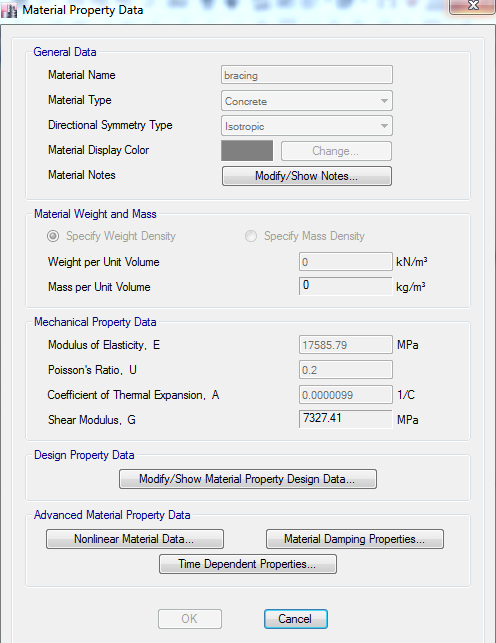 Material Property Data
General Data
Material Name bracing
Material Type Concrete
Directional Symmetry Type Isotropic
Material Display Color Change...
Material Notes Modify/Show Notes...
Material Weight and Mass
Specify Weight Density Specify Mass Density
Weight per Unit Volume 0 kN/m³
Mass per Unit Volume 0 kg/m³
Mechanical Property Data
Modulus of Elasticity, E 17585.79 MPa
Poisson's Ratio, U 0.2
Coefficient of Thermal Expansion, A 0.0000099 1/C
Shear Modulus, G 7327.41 MPa
Design Property Data
Modify/Show Material Property Design Data...
Advanced Material Property Data
Nonlinear Material Data... Material Damping Properties...
Time Dependent Properties...
OK Cancel